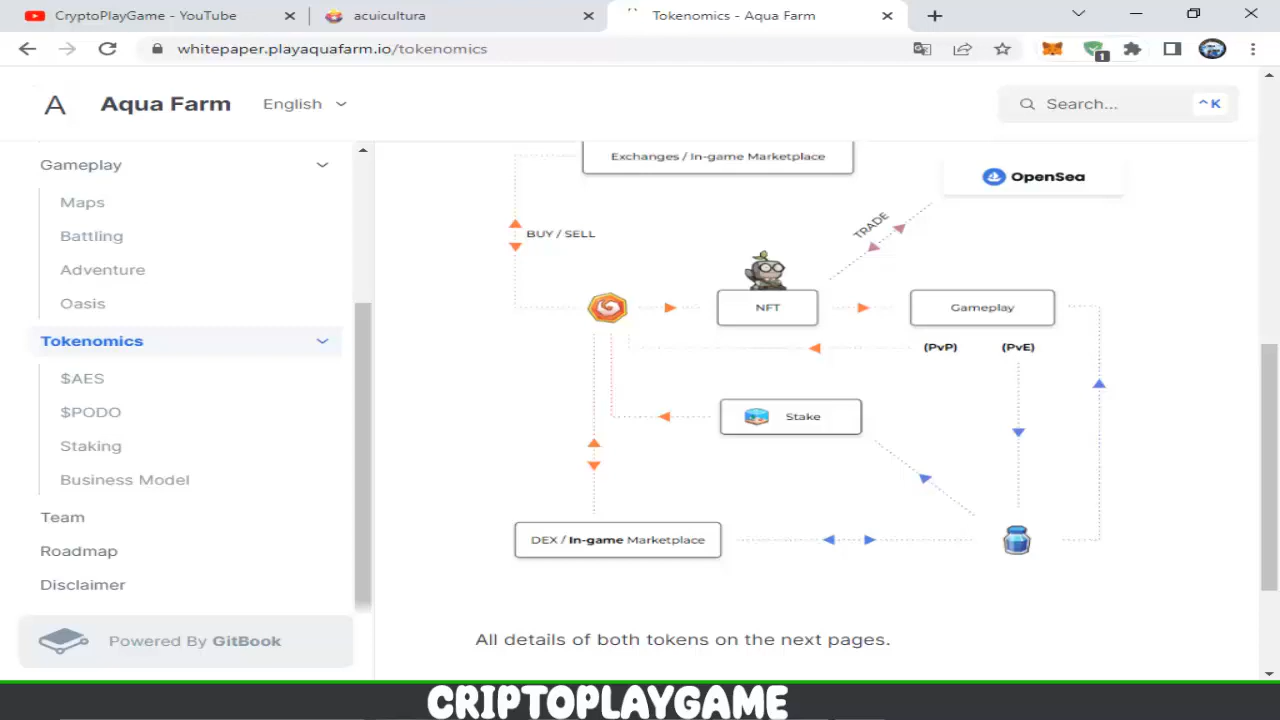 CryptoPlayGame - YouTube
acuicultura
Tokenomics - Aqua Farm
whitepaper.playaquafarm.io/tokenomics
1
A
Aqua Farm
English
Search...
^K
Gameplay
Maps
Battling
Adventure
Oasis
Tokenomics
$AES
$PODO
Staking
Business Model
Team
Roadmap
Disclaimer
Powered By GitBook
Exchanges / In-game Marketplace
OpenSea
TRADE
BUY / SELL
NFT
Gameplay
(PvP)
(PvE)
Stake
DEX / In-game Marketplace
All details of both tokens on the next pages.
CRIPTOPLAYGAME